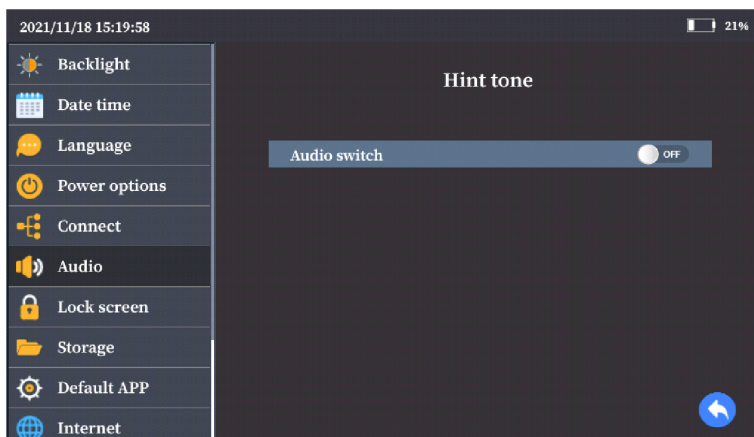 2021/11/18 15:19:58
21%
Backlight
Date time
Language
Power options
Connect
Audio
Lock screen
Storage
Default APP
Internet
Hint tone
Audio switch
OFF